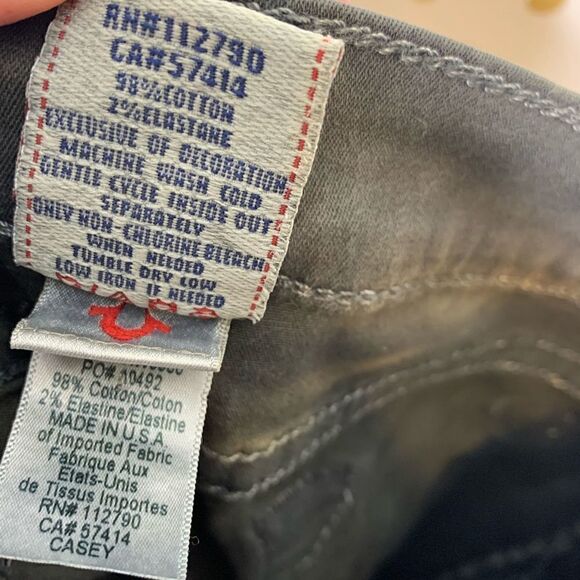 RN#112790
CA#57414
98%COTTON
2%ELASTANE
EXCLUSIVE OF DECORATION
MACHINE WASH COLD
GENTLE CYCLE INSIDE OUT
SEPARATELY
ONLY NON-CHLORINE BLEACH
WHEN NEEDED
TUMBLE DRY LOW
LOW IRON IF NEEDED
PO# 10492
98% Cotton/Coton
2% Elastine/Elastine
MADE IN U.S.A
of Imported Fabric
Fabrique Aux
Etats-Unis
de Tissus Importes
RN# 112790
CA# 57414
CASEY